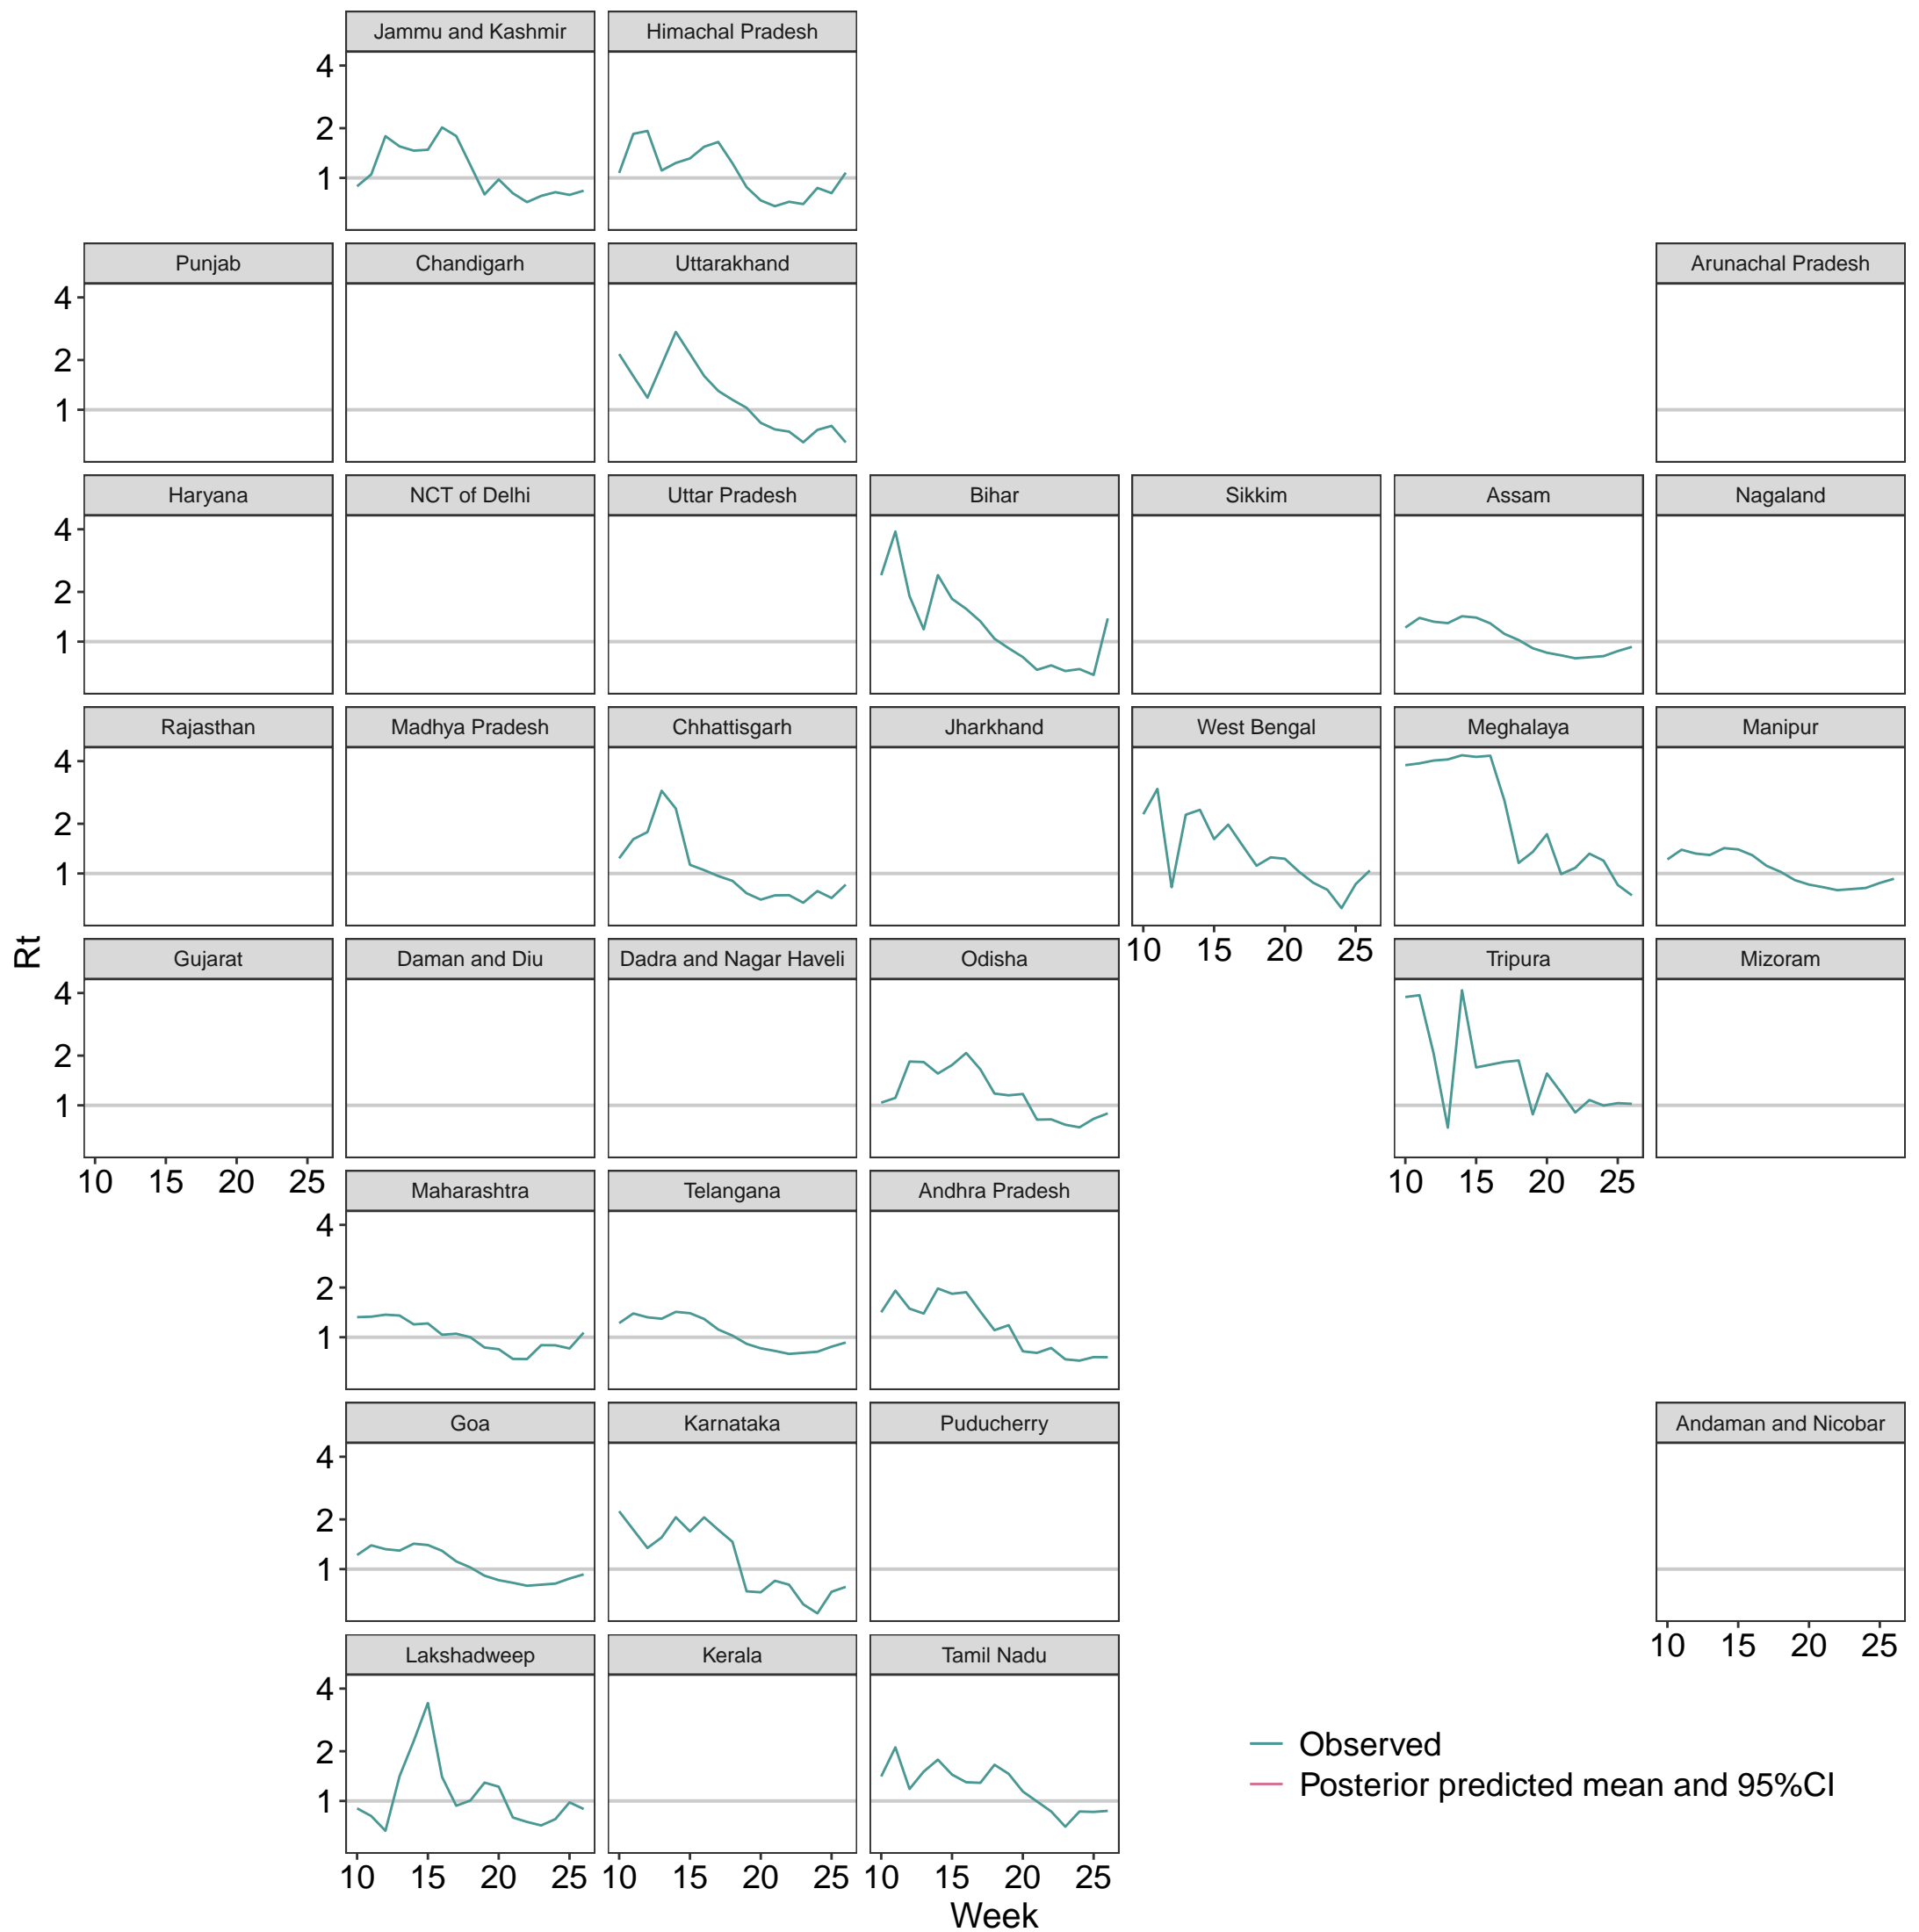 Jammu and Kashmir Himachal Pradesh
4
2
1
Punjab Chandigarh Uttarakhand Arunachal Pradesh
4
2
1
Haryana NCT of Delhi Uttar Pradesh Bihar Sikkim Assam Nagaland
4
2
1
Rajasthan Madhya Pradesh Chhattisgarh Jharkhand West Bengal Meghalaya Manipur
4
2
1
10 15 20 25
Rt
Gujarat Daman and Diu Dadra and Nagar Haveli Odisha Tripura Mizoram
4
2
1
10 15 20 25 10 15 20 25
Maharashtra Telangana Andhra Pradesh
4
2
1
Goa Karnataka Puducherry Andaman and Nicobar
4
2
1
10 15 20 25
Lakshadweep Kerala Tamil Nadu
4
2
1
Observed
Posterior predicted mean and 95%CI
10 15 20 25 10 15 20 25 10 15 20 25
Week